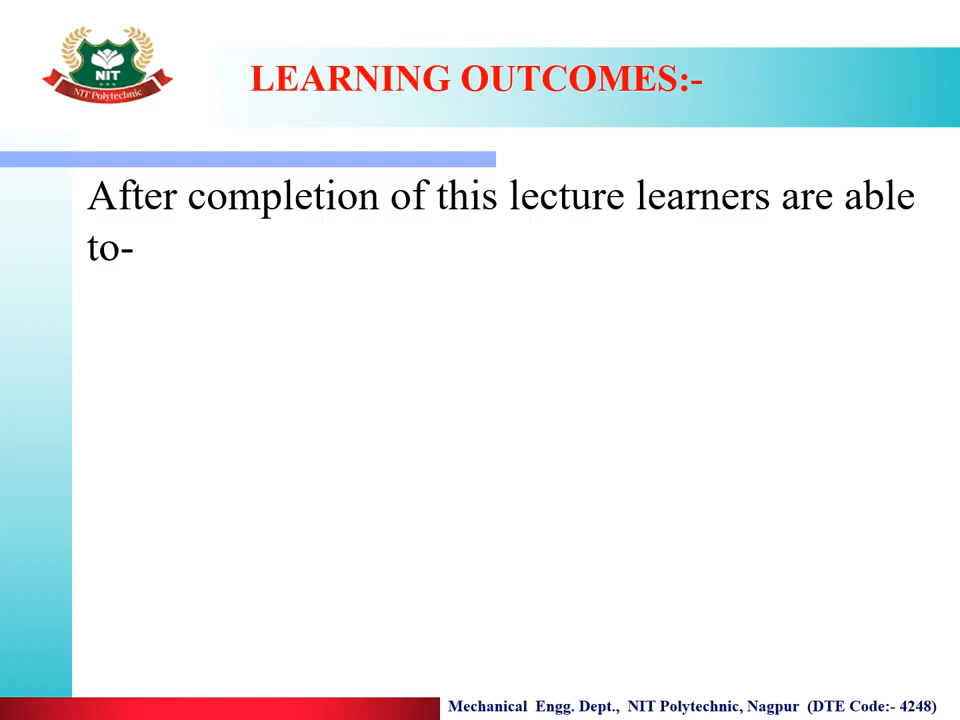 NIT
NIT Polytechnic
LEARNING OUTCOMES:-
After completion of this lecture learners are able
to-
Mechanical Engg. Dept., NIT Polytechnic, Nagpur (DTE Code:- 4248)